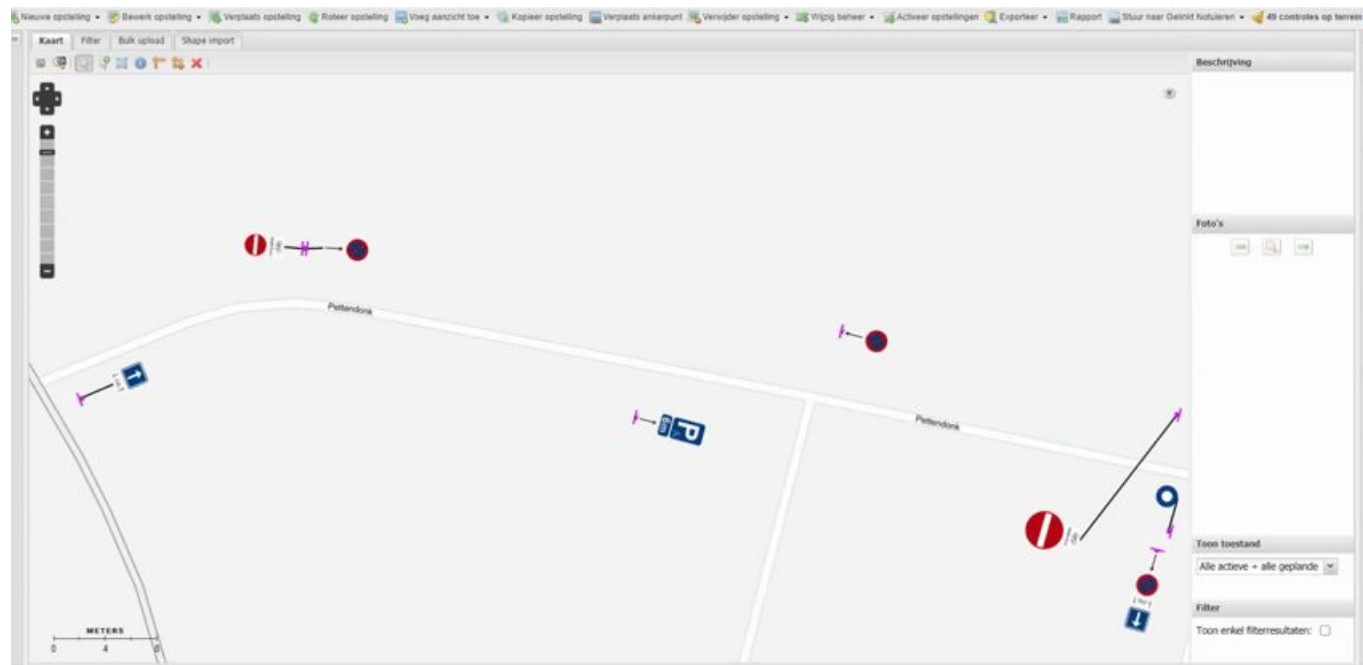 Nieuwe opstelling
Bewerk opstelling
Verplaats opstelling
Roteer opstelling
Voeg aanzicht toe
Kopieer opstelling
Verplaats ankerpunt
Verwijder opstelling
Wijzig beheer
Activeer opstellingen
Exporteer
Rapport
Stuur naar Gelinkt Notuleren
49 controles op terrein
Kaart
Filter
Bulk upload
Shape import
Beschrijving
Foto's
Pettendonk
Pettendonk
P
6m
METERS
0 4 8
Toon toestand
Alle actieve + alle geplande
Filter
Toon enkel filterresultaten: